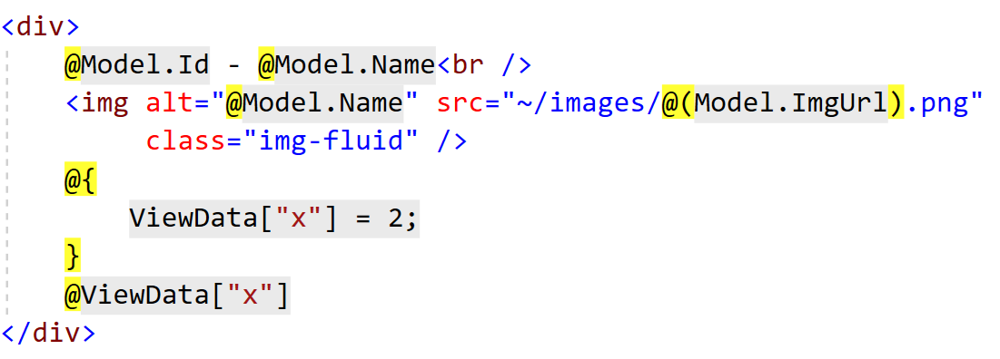 <div>
@Model.Id - @Model.Name<br />
<img alt="@Model.Name" src="~/images/@(Model.ImgUrl).png"
class="img-fluid" />
@{
ViewData["x"] = 2;
}
@ViewData["x"]
</div>